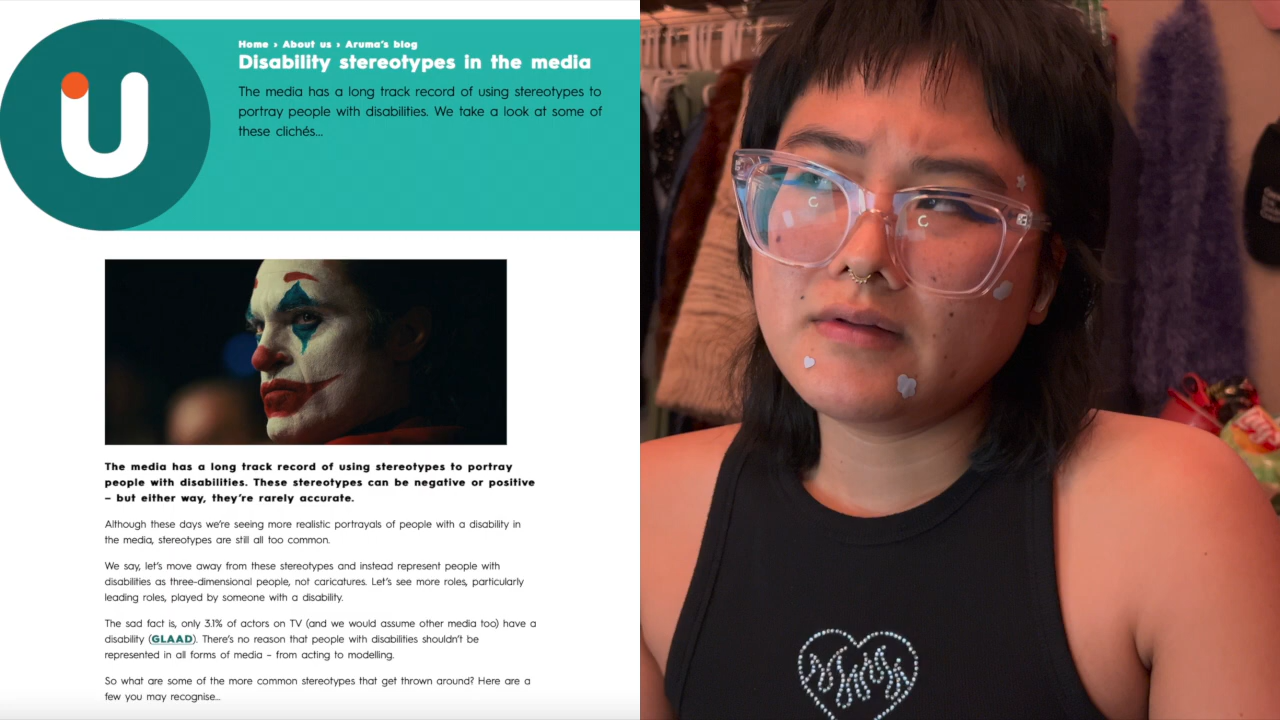 Home › About us › Aruma's blog
Disability stereotypes in the media
The media has a long track record of using stereotypes to
portray people with disabilities. We take a look at some of
these clichés...
The media has a long track record of using stereotypes to portray
people with disabilities. These stereotypes can be negative or positive
– but either way, they're rarely accurate.
Although these days we're seeing more realistic portrayals of people with a disability in
the media, stereotypes are still all too common.
We say, let's move away from these stereotypes and instead represent people with
disabilities as three-dimensional people, not caricatures. Let's see more roles, particularly
leading roles, played by someone with a disability.
The sad fact is, only 3.1% of actors on TV (and we would assume other media too) have a
disability (GLAAD). There's no reason that people with disabilities shouldn't be
represented in all forms of media – from acting to modelling.
So what are some of the more common stereotypes that get thrown around? Here are a
few you may recognise...